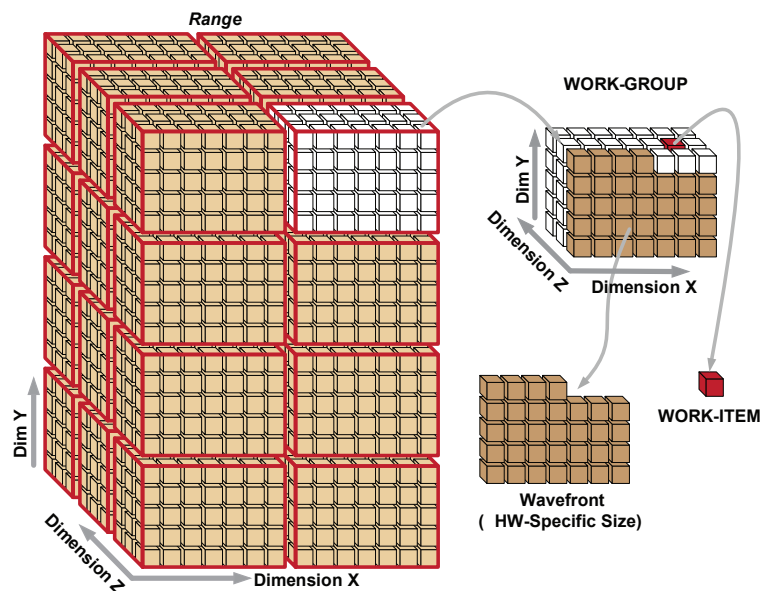 Range
WORK-GROUP
Dim Y
Dimension Z
Dimension X
WORK-ITEM
Dim Y
Wavefront
( HW-Specific Size)
Dimension Z
Dimension X